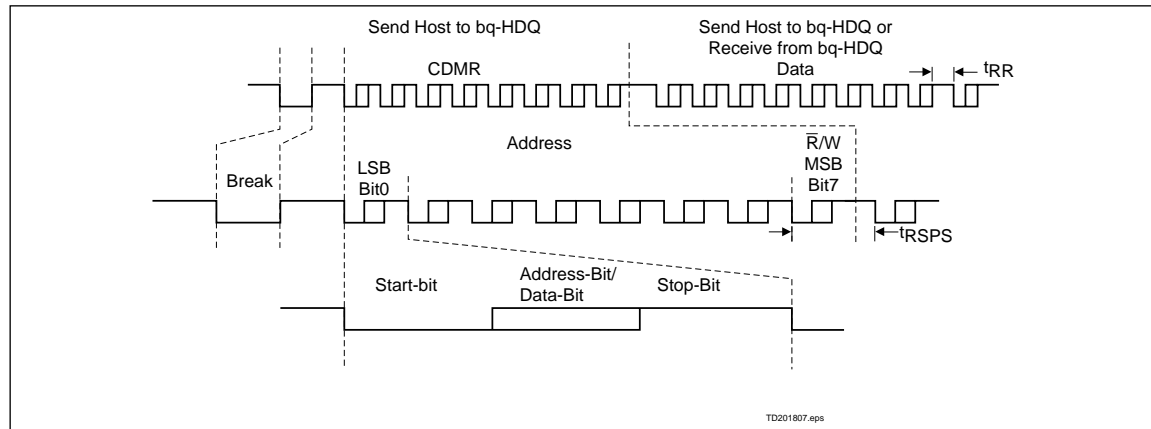 Send Host to bq-HDQ
Send Host to bq-HDQ or
Receive from bq-HDQ
CDMR
Data
tRR
Address
R̅/W
MSB
Bit7
LSB
Bit0
Break
tRSPS
Start-bit
Address-Bit/
Data-Bit
Stop-Bit
TD201807.eps